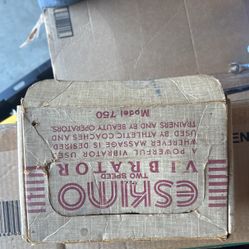 ESKIMO
TWO SPEED
VIBRATOR
A POWERFUL VIBRATOR USED
WHEREVER MASSAGE IS DESIRED
USED BY ATHLETIC COACHES AND
TRAINERS AND BY BEAUTY OPERATORS.
Model 750
EN